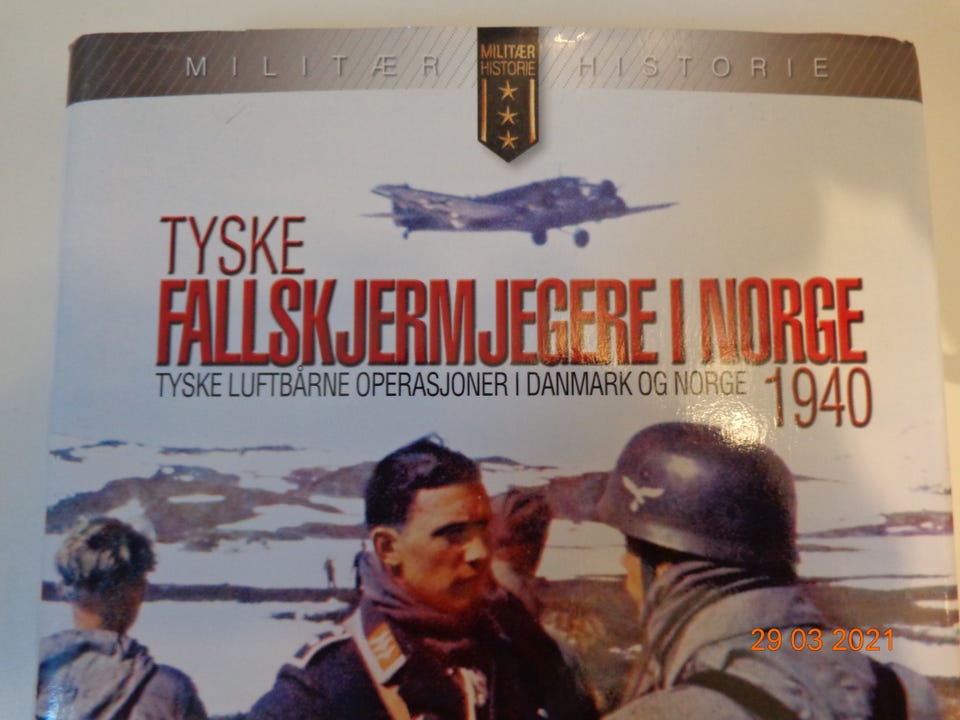 MILITÆR HISTORIE
MILITÆR
HISTORIE
TYSKE
FALLSKJERMJEGERE I NORGE
TYSKE LUFTBÅRNE OPERASJONER I DANMARK OG NORGE 1940
29 03 2021